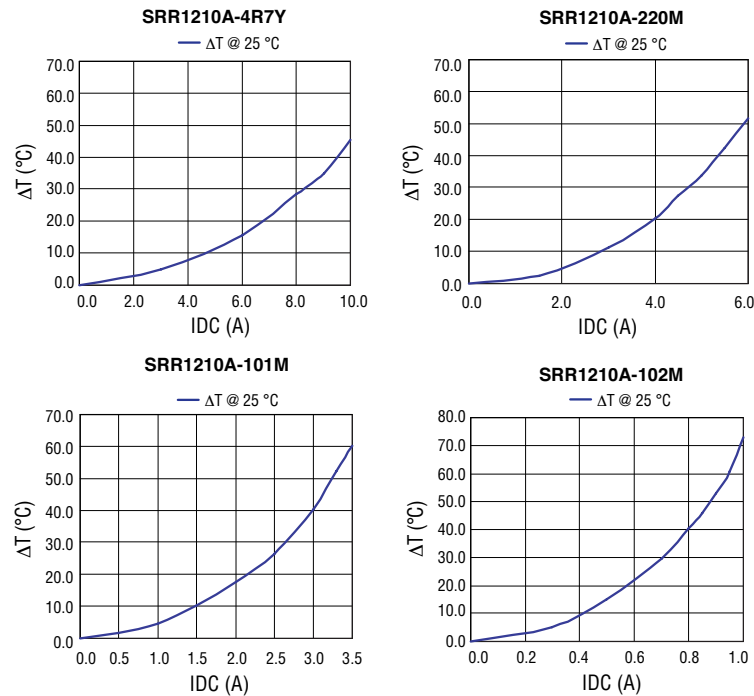 SRR1210A-4R7Y
ΔT @ 25 °C
70.0
60.0
50.0
40.0
30.0
20.0
10.0
0.0
ΔT (°C)
0.0 2.0 4.0 6.0 8.0 10.0
IDC (A)
SRR1210A-220M
ΔT @ 25 °C
70.0
60.0
50.0
40.0
30.0
20.0
10.0
0.0
ΔT (°C)
0.0 2.0 4.0 6.0
IDC (A)
SRR1210A-101M
ΔT @ 25 °C
70.0
60.0
50.0
40.0
30.0
20.0
10.0
0.0
ΔT (°C)
0.0 0.5 1.0 1.5 2.0 2.5 3.0 3.5
IDC (A)
SRR1210A-102M
ΔT @ 25 °C
80.0
70.0
60.0
50.0
40.0
30.0
20.0
10.0
0.0
ΔT (°C)
0.0 0.2 0.4 0.6 0.8 1.0
IDC (A)